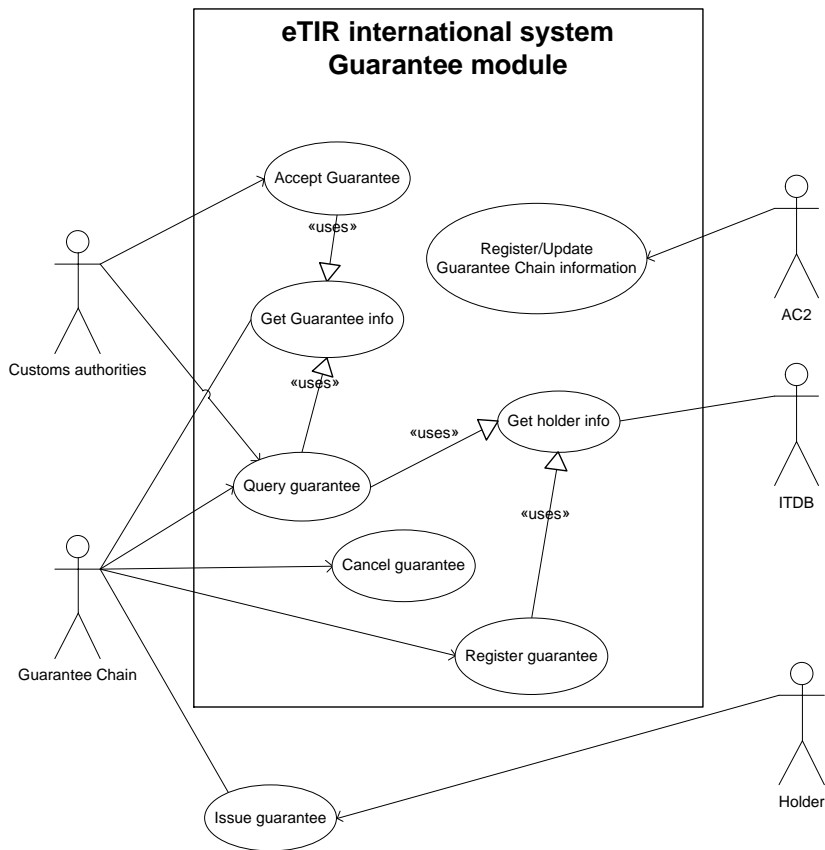 eTIR international system
Guarantee module
Accept Guarantee
«uses»
Register/Update
Guarantee Chain information
AC2
Get Guarantee info
Customs authorities
«uses»
Get holder info
«uses»
Query guarantee
ITDB
«uses»
Cancel guarantee
Register guarantee
Guarantee Chain
Holder
Issue guarantee